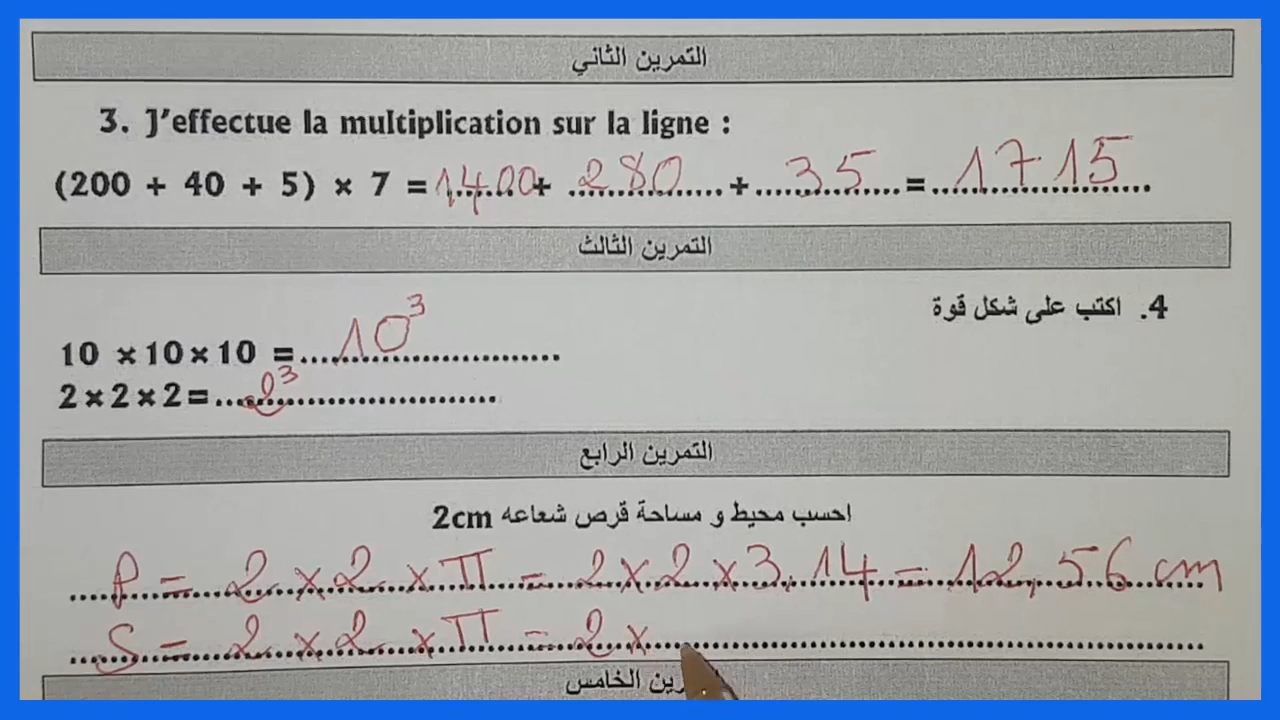 التمرين الثاني
3. J'effectue la multiplication sur la ligne :
(200 + 40 + 5) × 7 = 1400 + 280 + 35 = 1715
التمرين الثالث
4. اكتب على شكل قوة
10 × 10 × 10 = 10³
2 × 2 × 2 = 2³
التمرين الرابع
احسب محيط و مساحة قرص شعاعه 2cm
P = 2 × 2 × π = 2 × 2 × 3,14 = 12,56 cm
S = 2 × 2 × π = 2 ×
التمرين الخامس